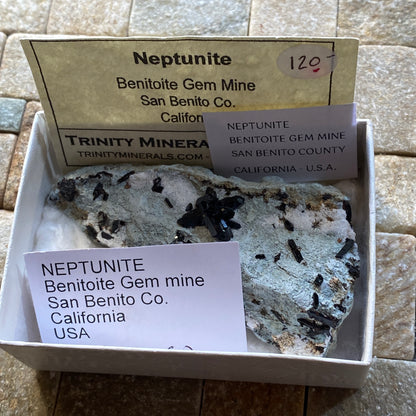 Neptunite
120-
Benitoite Gem Mine
San Benito Co.
Californ
TRINITY MINERA
TRINITYMINERALS.COM -
NEPTUNITE
BENITOITE GEM MINE
SAN BENITO COUNTY
CALIFORNIA - U.S.A.
NEPTUNITE
Benitoite Gem mine
San Benito Co.
California
USA